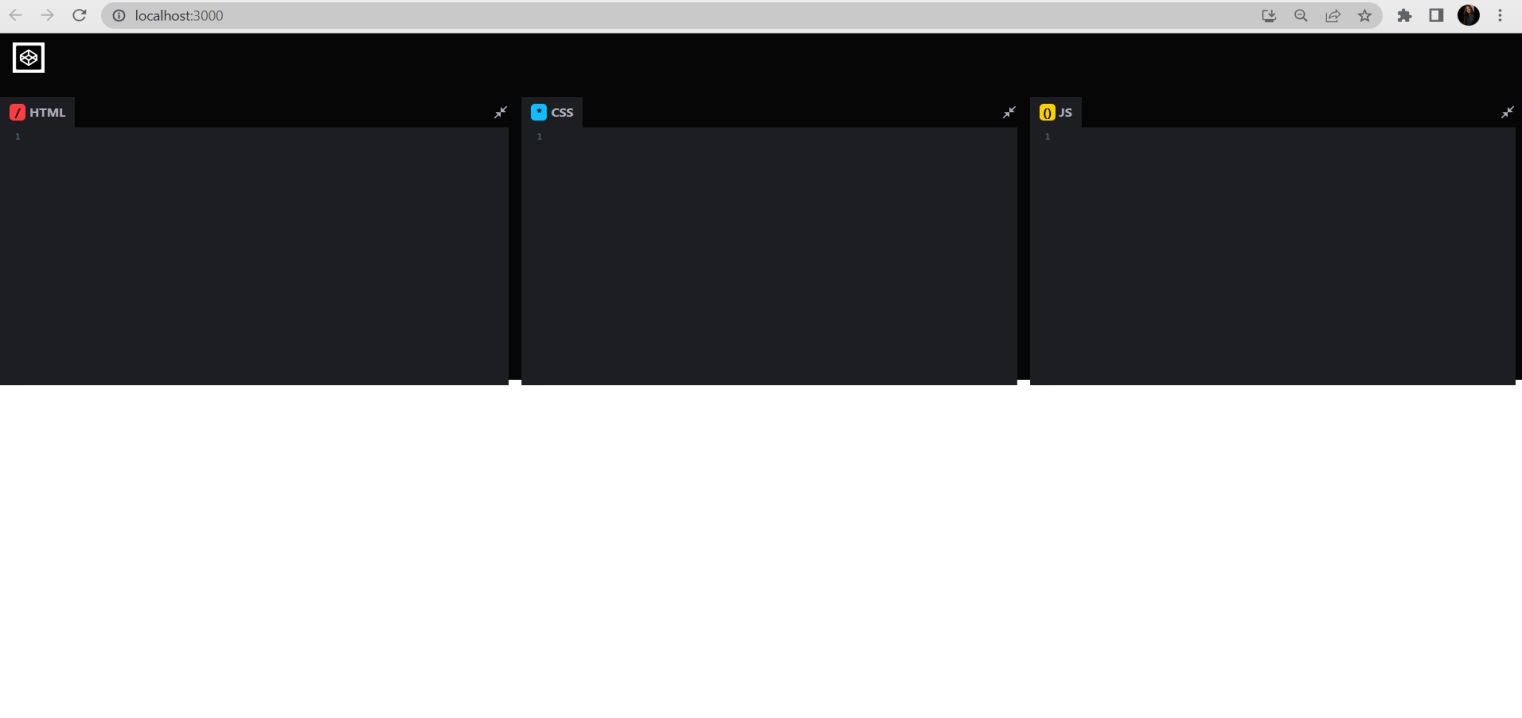 localhost:3000
/ HTML
* CSS
() JS
1
1
1